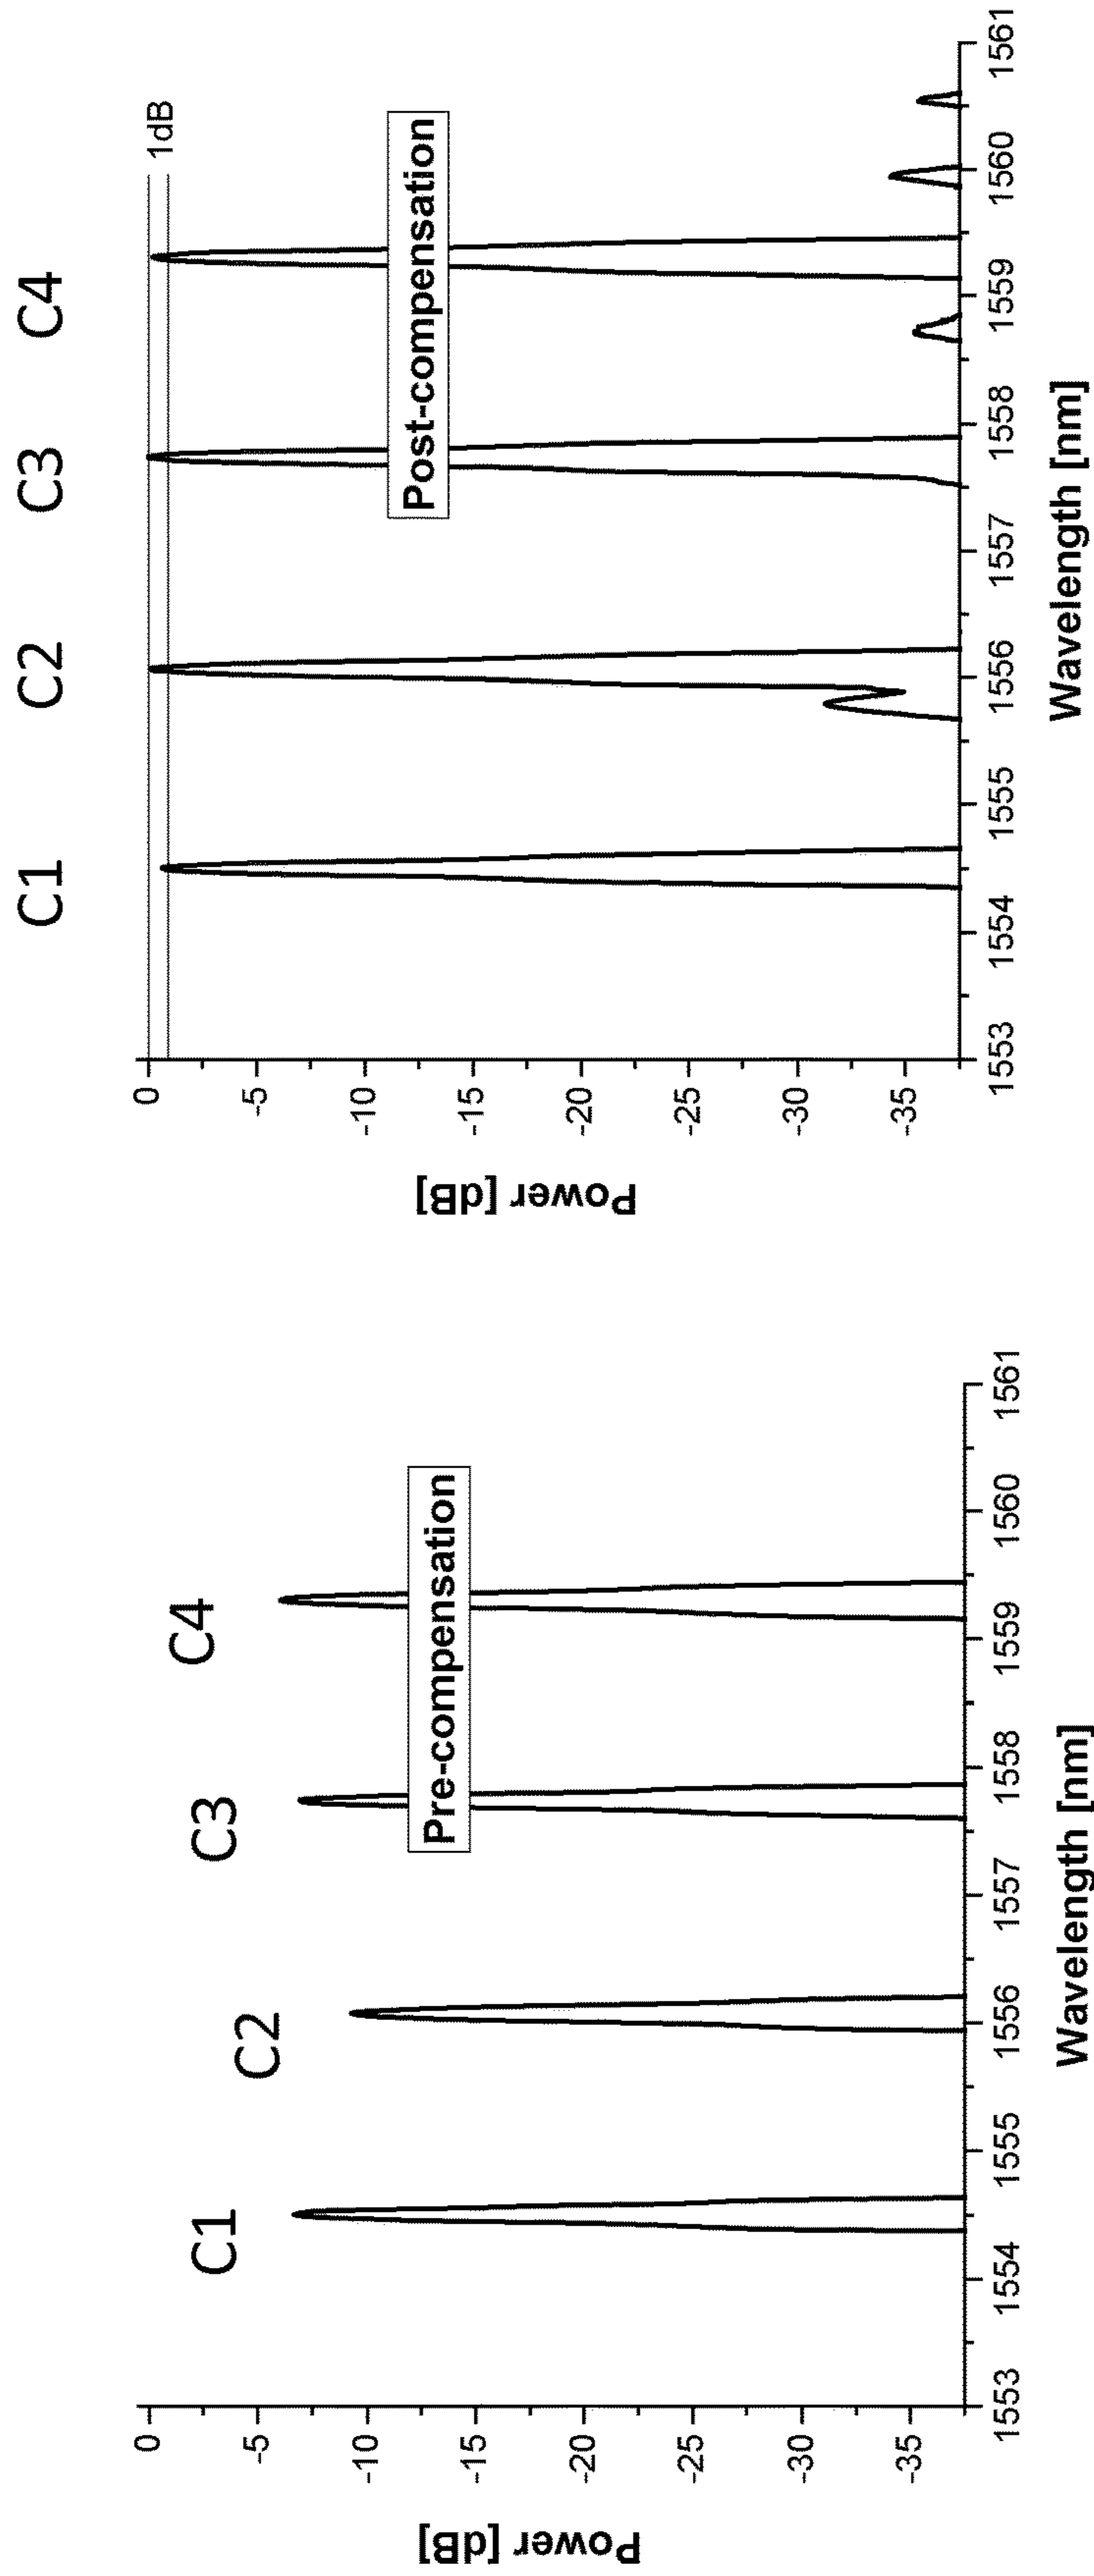 C1
C2
C3
C4
Pre-compensation
Power [dB]
0
-5
-10
-15
-20
-25
-30
-35
1553
1554
1555
1556
1557
1558
1559
1560
1561
Wavelength [nm]
C1
C2
C3
C4
1dB
Post-compensation
Power [dB]
0
-5
-10
-15
-20
-25
-30
-35
1553
1554
1555
1556
1557
1558
1559
1560
1561
Wavelength [nm]